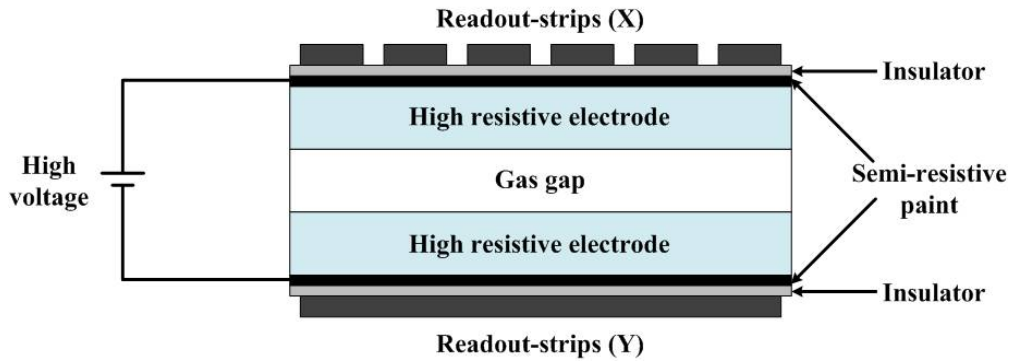 Readout-strips (X)
Insulator
High resistive electrode
High
voltage
Gas gap
Semi-resistive
paint
High resistive electrode
Insulator
Readout-strips (Y)